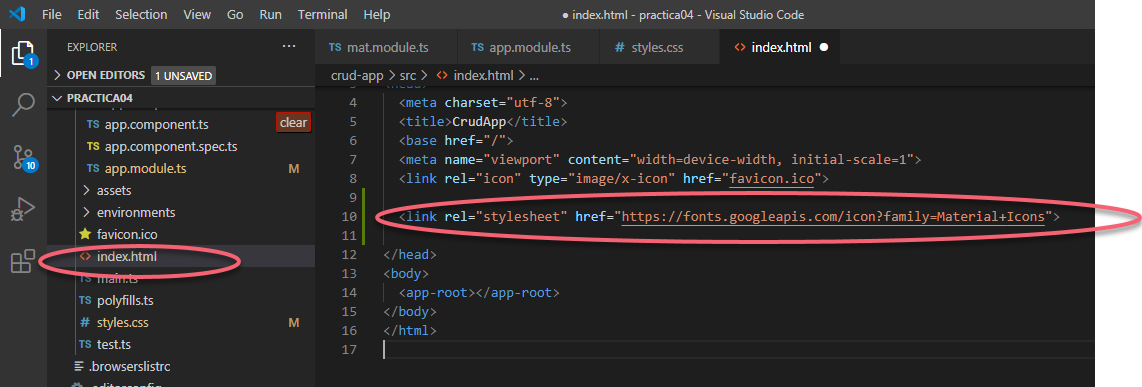 File Edit Selection View Go Run Terminal Help ● index.html - practica04 - Visual Studio Code
EXPLORER ...
OPEN EDITORS 1 UNSAVED
PRACTICA04
TS app.component.ts clear
TS app.component.spec.ts
TS app.module.ts M
assets
environments
favicon.ico
<> index.html
TS main.ts
TS polyfills.ts
# styles.css M
TS test.ts
.browserslistrc
.editorconfig
1
10
TS mat.module.ts TS app.module.ts # styles.css <> index.html ●
crud-app > src > <> index.html > ...
3 <head>
4 <meta charset="utf-8">
5 <title>CrudApp</title>
6 <base href="/">
7 <meta name="viewport" content="width=device-width, initial-scale=1">
8 <link rel="icon" type="image/x-icon" href="favicon.ico">
9
10 <link rel="stylesheet" href="https://fonts.googleapis.com/icon?family=Material+Icons">
11
12 </head>
13 <body>
14 <app-root></app-root>
15 </body>
16 </html>
17